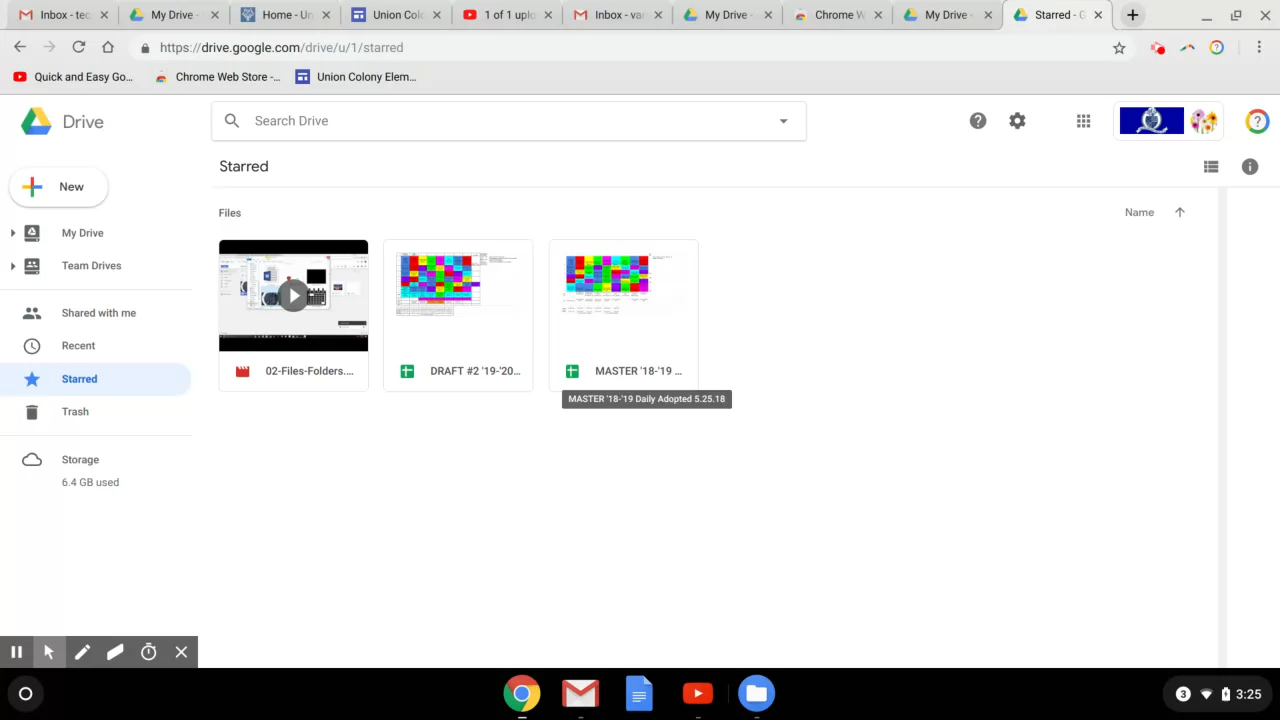 Inbox - tec
My Drive -
Home - Un
Union Colo
1 of 1 uplo
Inbox - van
My Drive -
Chrome W
My Drive -
Starred - G
https://drive.google.com/drive/u/1/starred
Quick and Easy Go...
Chrome Web Store -...
Union Colony Elem...
Drive
Search Drive
Starred
New
Files
Name
My Drive
Team Drives
Shared with me
Recent
Starred
Trash
Storage
6.4 GB used
02-Files-Folders....
DRAFT #2 '19-'20...
MASTER '18-'19 ...
MASTER '18-'19 Daily Adopted 5.25.18
3
3:25